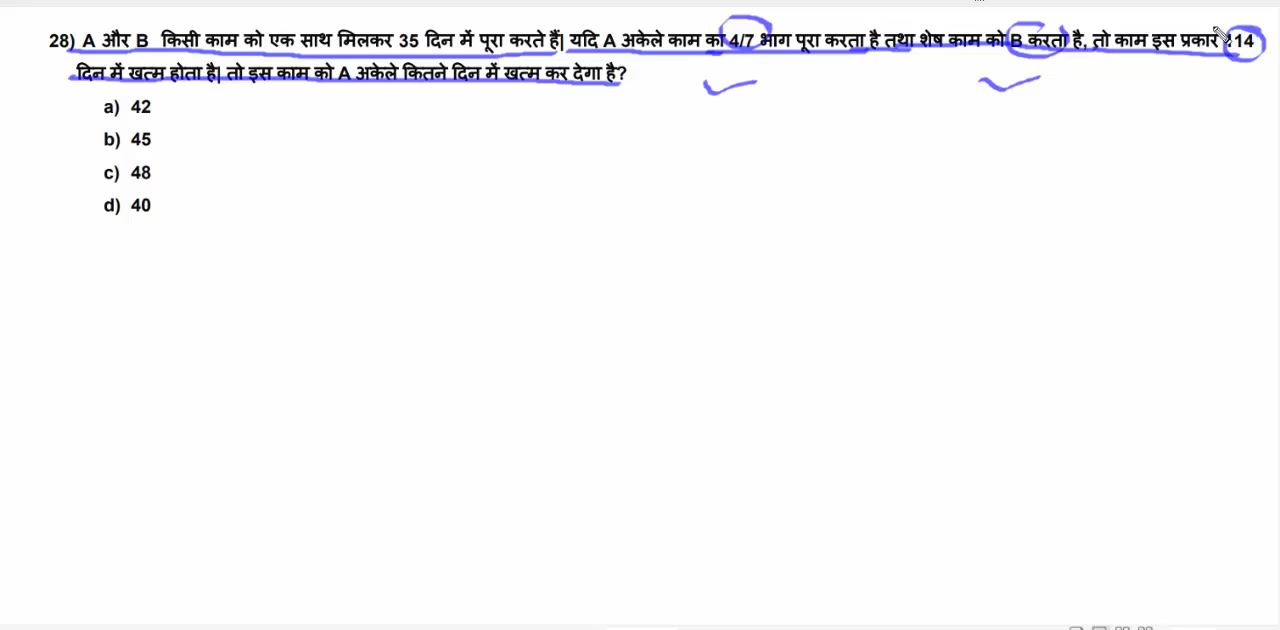 28) A और B किसी काम को एक साथ मिलकर 35 दिन में पूरा करते हैं| यदि A अकेले काम का 4/7 भाग पूरा करता है तथा शेष काम को B करता है, तो काम इस प्रकार 14
दिन में खत्म होता है| तो इस काम को A अकेले कितने दिन में खत्म कर देगा है?
a) 42
b) 45
c) 48
d) 40